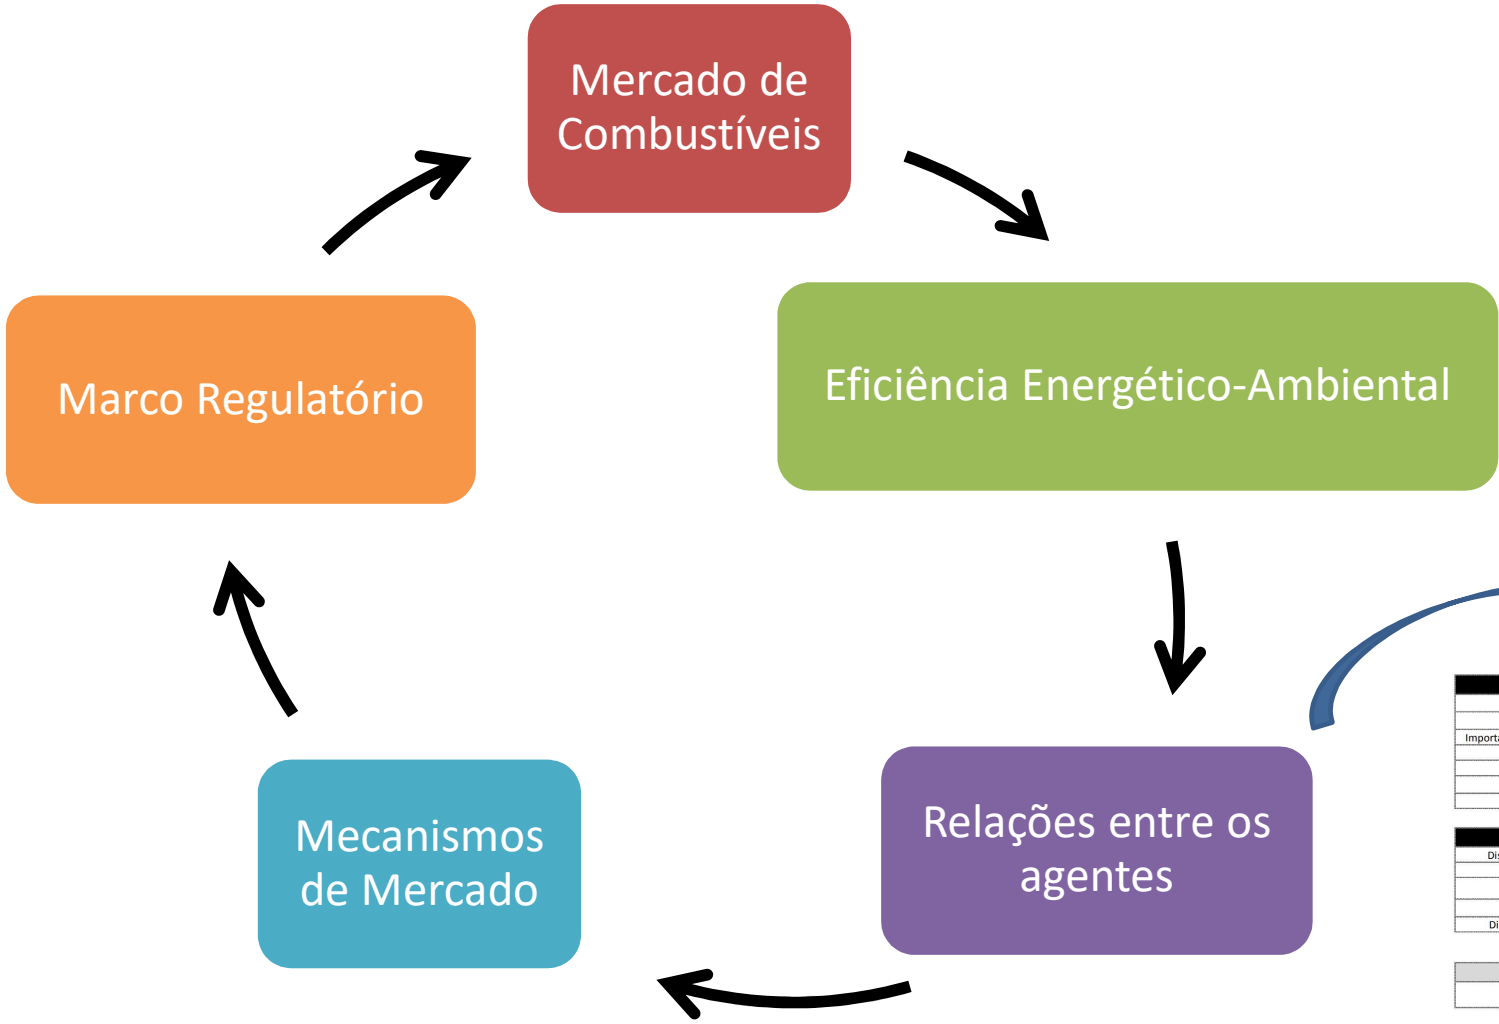 Mercado de
Combustíveis
Marco Regulatório
Eficiência Energético-Ambiental
Mecanismos
de Mercado
Relações entre os
agentes